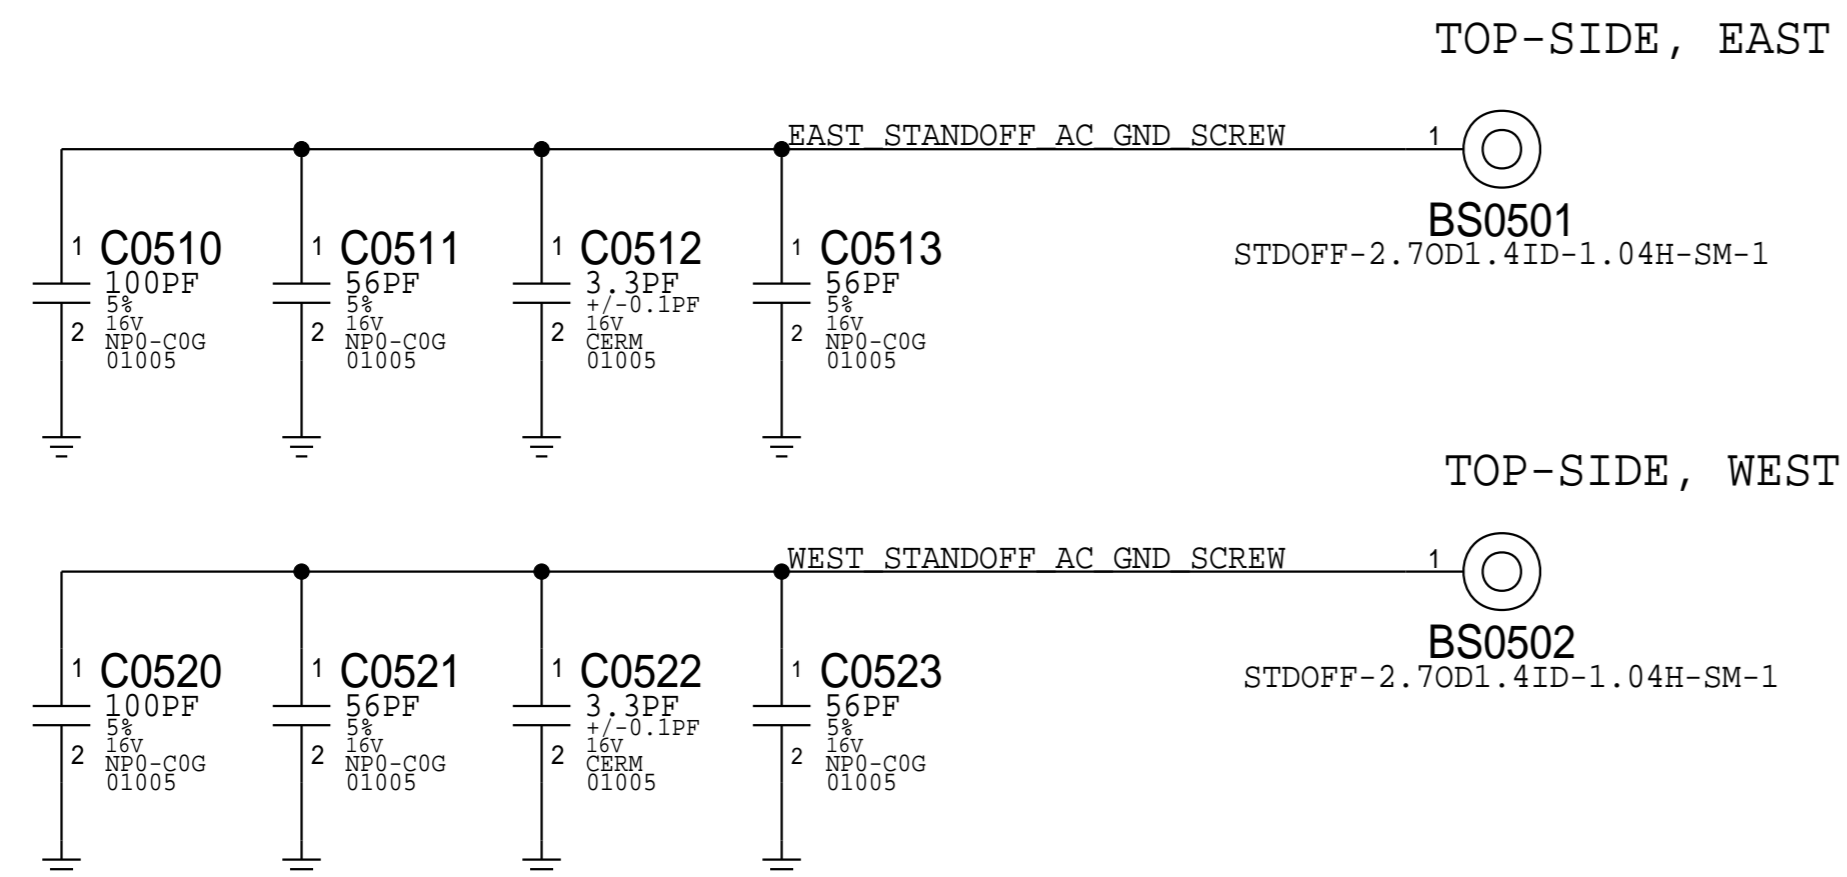 TOP-SIDE, EAST
EAST_STANDOFF_AC_GND_SCREW 1
BS0501
STDOFF-2.7OD1.4ID-1.04H-SM-1
1 C0510
100PF
5%
16V
2 NP0-C0G
01005
1 C0511
56PF
5%
16V
2 NP0-C0G
01005
1 C0512
3.3PF
+/-0.1PF
16V
2 CERM
01005
1 C0513
56PF
5%
16V
2 NP0-C0G
01005
TOP-SIDE, WEST
WEST_STANDOFF_AC_GND_SCREW 1
BS0502
STDOFF-2.7OD1.4ID-1.04H-SM-1
1 C0520
100PF
5%
16V
2 NP0-C0G
01005
1 C0521
56PF
5%
16V
2 NP0-C0G
01005
1 C0522
3.3PF
+/-0.1PF
16V
2 CERM
01005
1 C0523
56PF
5%
16V
2 NP0-C0G
01005